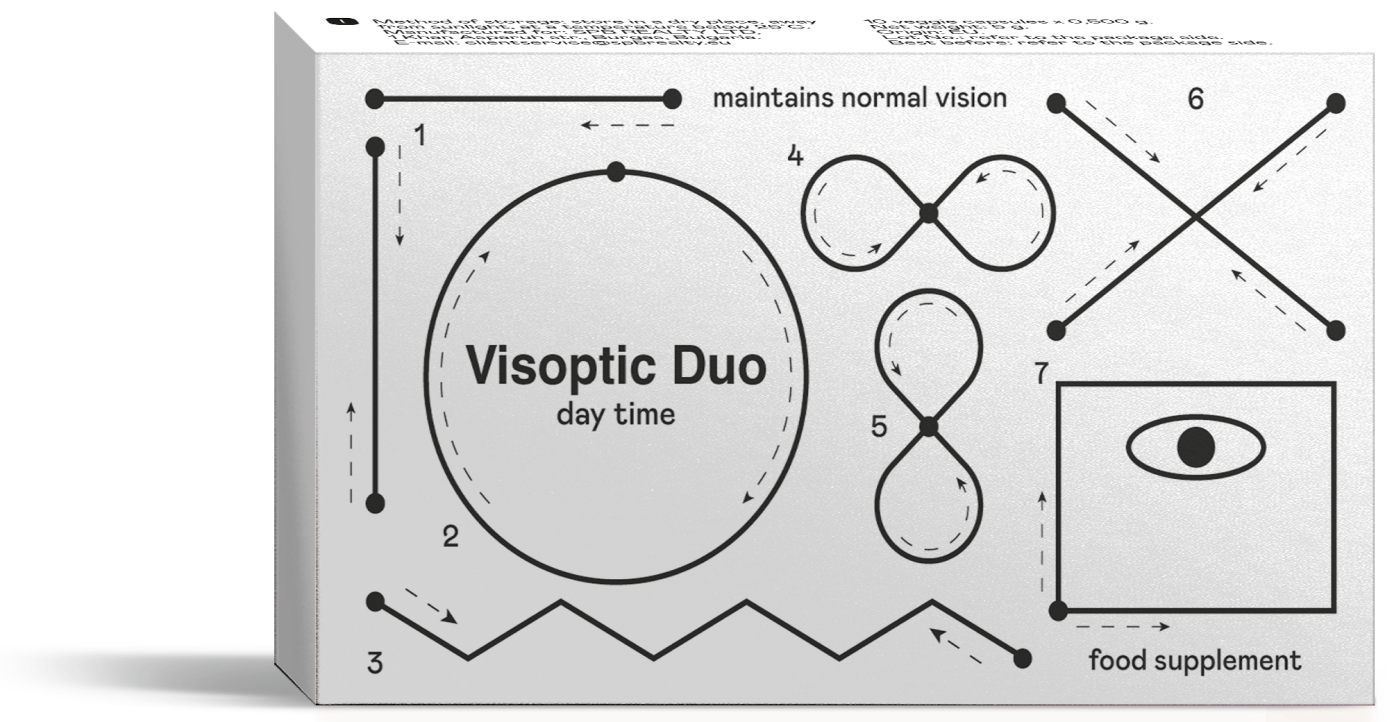 Method of storage: store in a dry place, away
from sunlight, at a temperature below 25°C.
Manufactured for: SPB REALTY LTD,
1 Khan Asparuh str., Burgas, Bulgaria.
E-mail: clientservice@spbrealty.eu
10 veggie capsules x 0,500 g.
Net weight: 5 g.
Origin: EU.
Lot No.: refer to the package side.
Best before: refer to the package side.
maintains normal vision
1
6
4
Visoptic Duo
day time
7
5
2
3
food supplement